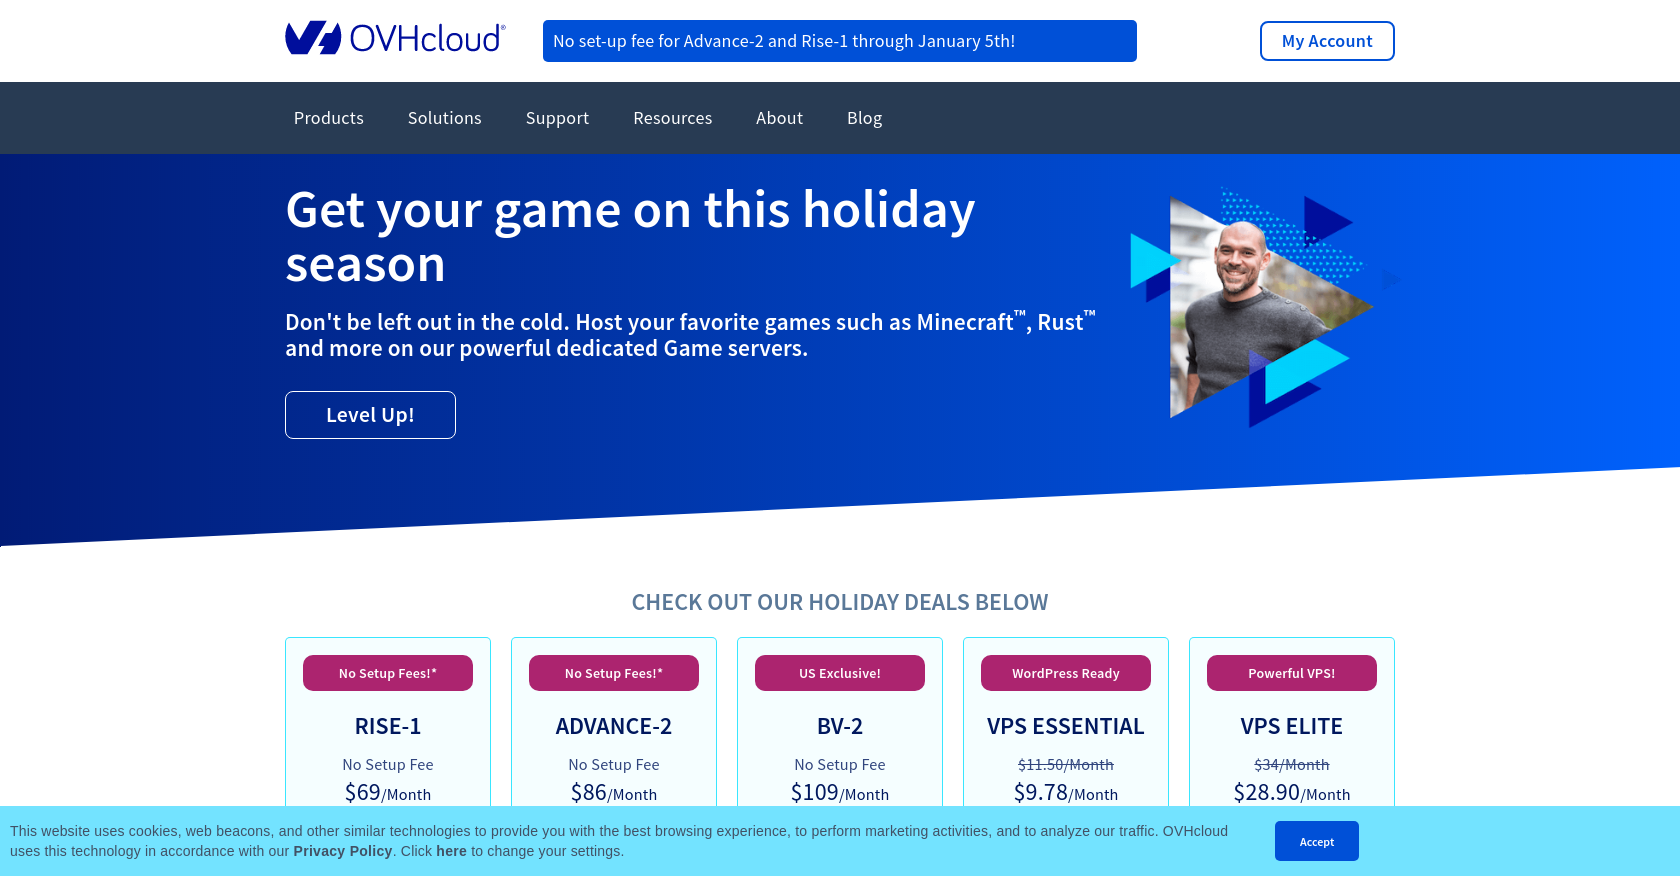 OVHcloud®
No set-up fee for Advance-2 and Rise-1 through January 5th!
My Account
Products
Solutions
Support
Resources
About
Blog
Get your game on this holiday
season
Don't be left out in the cold. Host your favorite games such as Minecraft™, Rust™
and more on our powerful dedicated Game servers.
Level Up!
CHECK OUT OUR HOLIDAY DEALS BELOW
No Setup Fees!*
RISE-1
No Setup Fee
$69/Month
No Setup Fees!*
ADVANCE-2
No Setup Fee
$86/Month
US Exclusive!
BV-2
No Setup Fee
$109/Month
WordPress Ready
VPS ESSENTIAL
$11.50/Month
$9.78/Month
Powerful VPS!
VPS ELITE
$34/Month
$28.90/Month
This website uses cookies, web beacons, and other similar technologies to provide you with the best browsing experience, to perform marketing activities, and to analyze our traffic. OVHcloud
uses this technology in accordance with our Privacy Policy. Click here to change your settings.
Accept